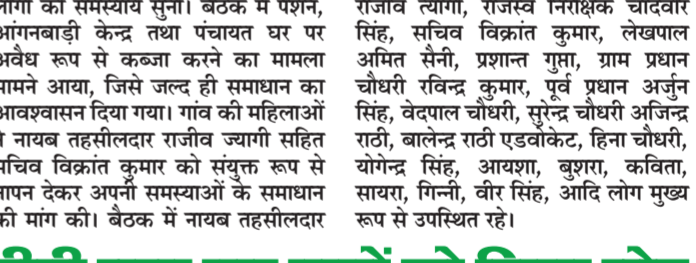 की समस्याये सुनी। बैठक में पेंशन,
आंगनबाड़ी केन्द्र तथा पंचायत घर पर
अवैध रूप से कब्जा करने का मामला
सामने आया, जिसे जल्द ही समाधान का
आवश्वासन दिया गया। गांव की महिलाओं
नायब तहसीलदार राजीव ज्यागी सहित
सचिव विक्रांत कुमार को संयुक्त रूप से
देकर अपनी समस्याओं के समाधान
की मांग की। बैठक में नायब तहसीलदार
राजीव त्यागी, राजस्व निरीक्षक चांदवीर
सिंह, सचिव विक्रांत कुमार, लेखपाल
अमित सैनी, प्रशान्त गुप्ता, ग्राम प्रधान
चौधरी रविन्द्र कुमार, पूर्व प्रधान अर्जुन
सिंह, वेदपाल चौधरी, सुरेन्द्र चौधरी अजिन्द्र
राठी, बालेन्द्र राठी एडवोकेट, हिना चौधरी,
योगेन्द्र सिंह, आयशा, बुशरा, कविता,
सायरा, गिन्नी, वीर सिंह, आदि लोग मुख्य
रूप से उपस्थित रहे।